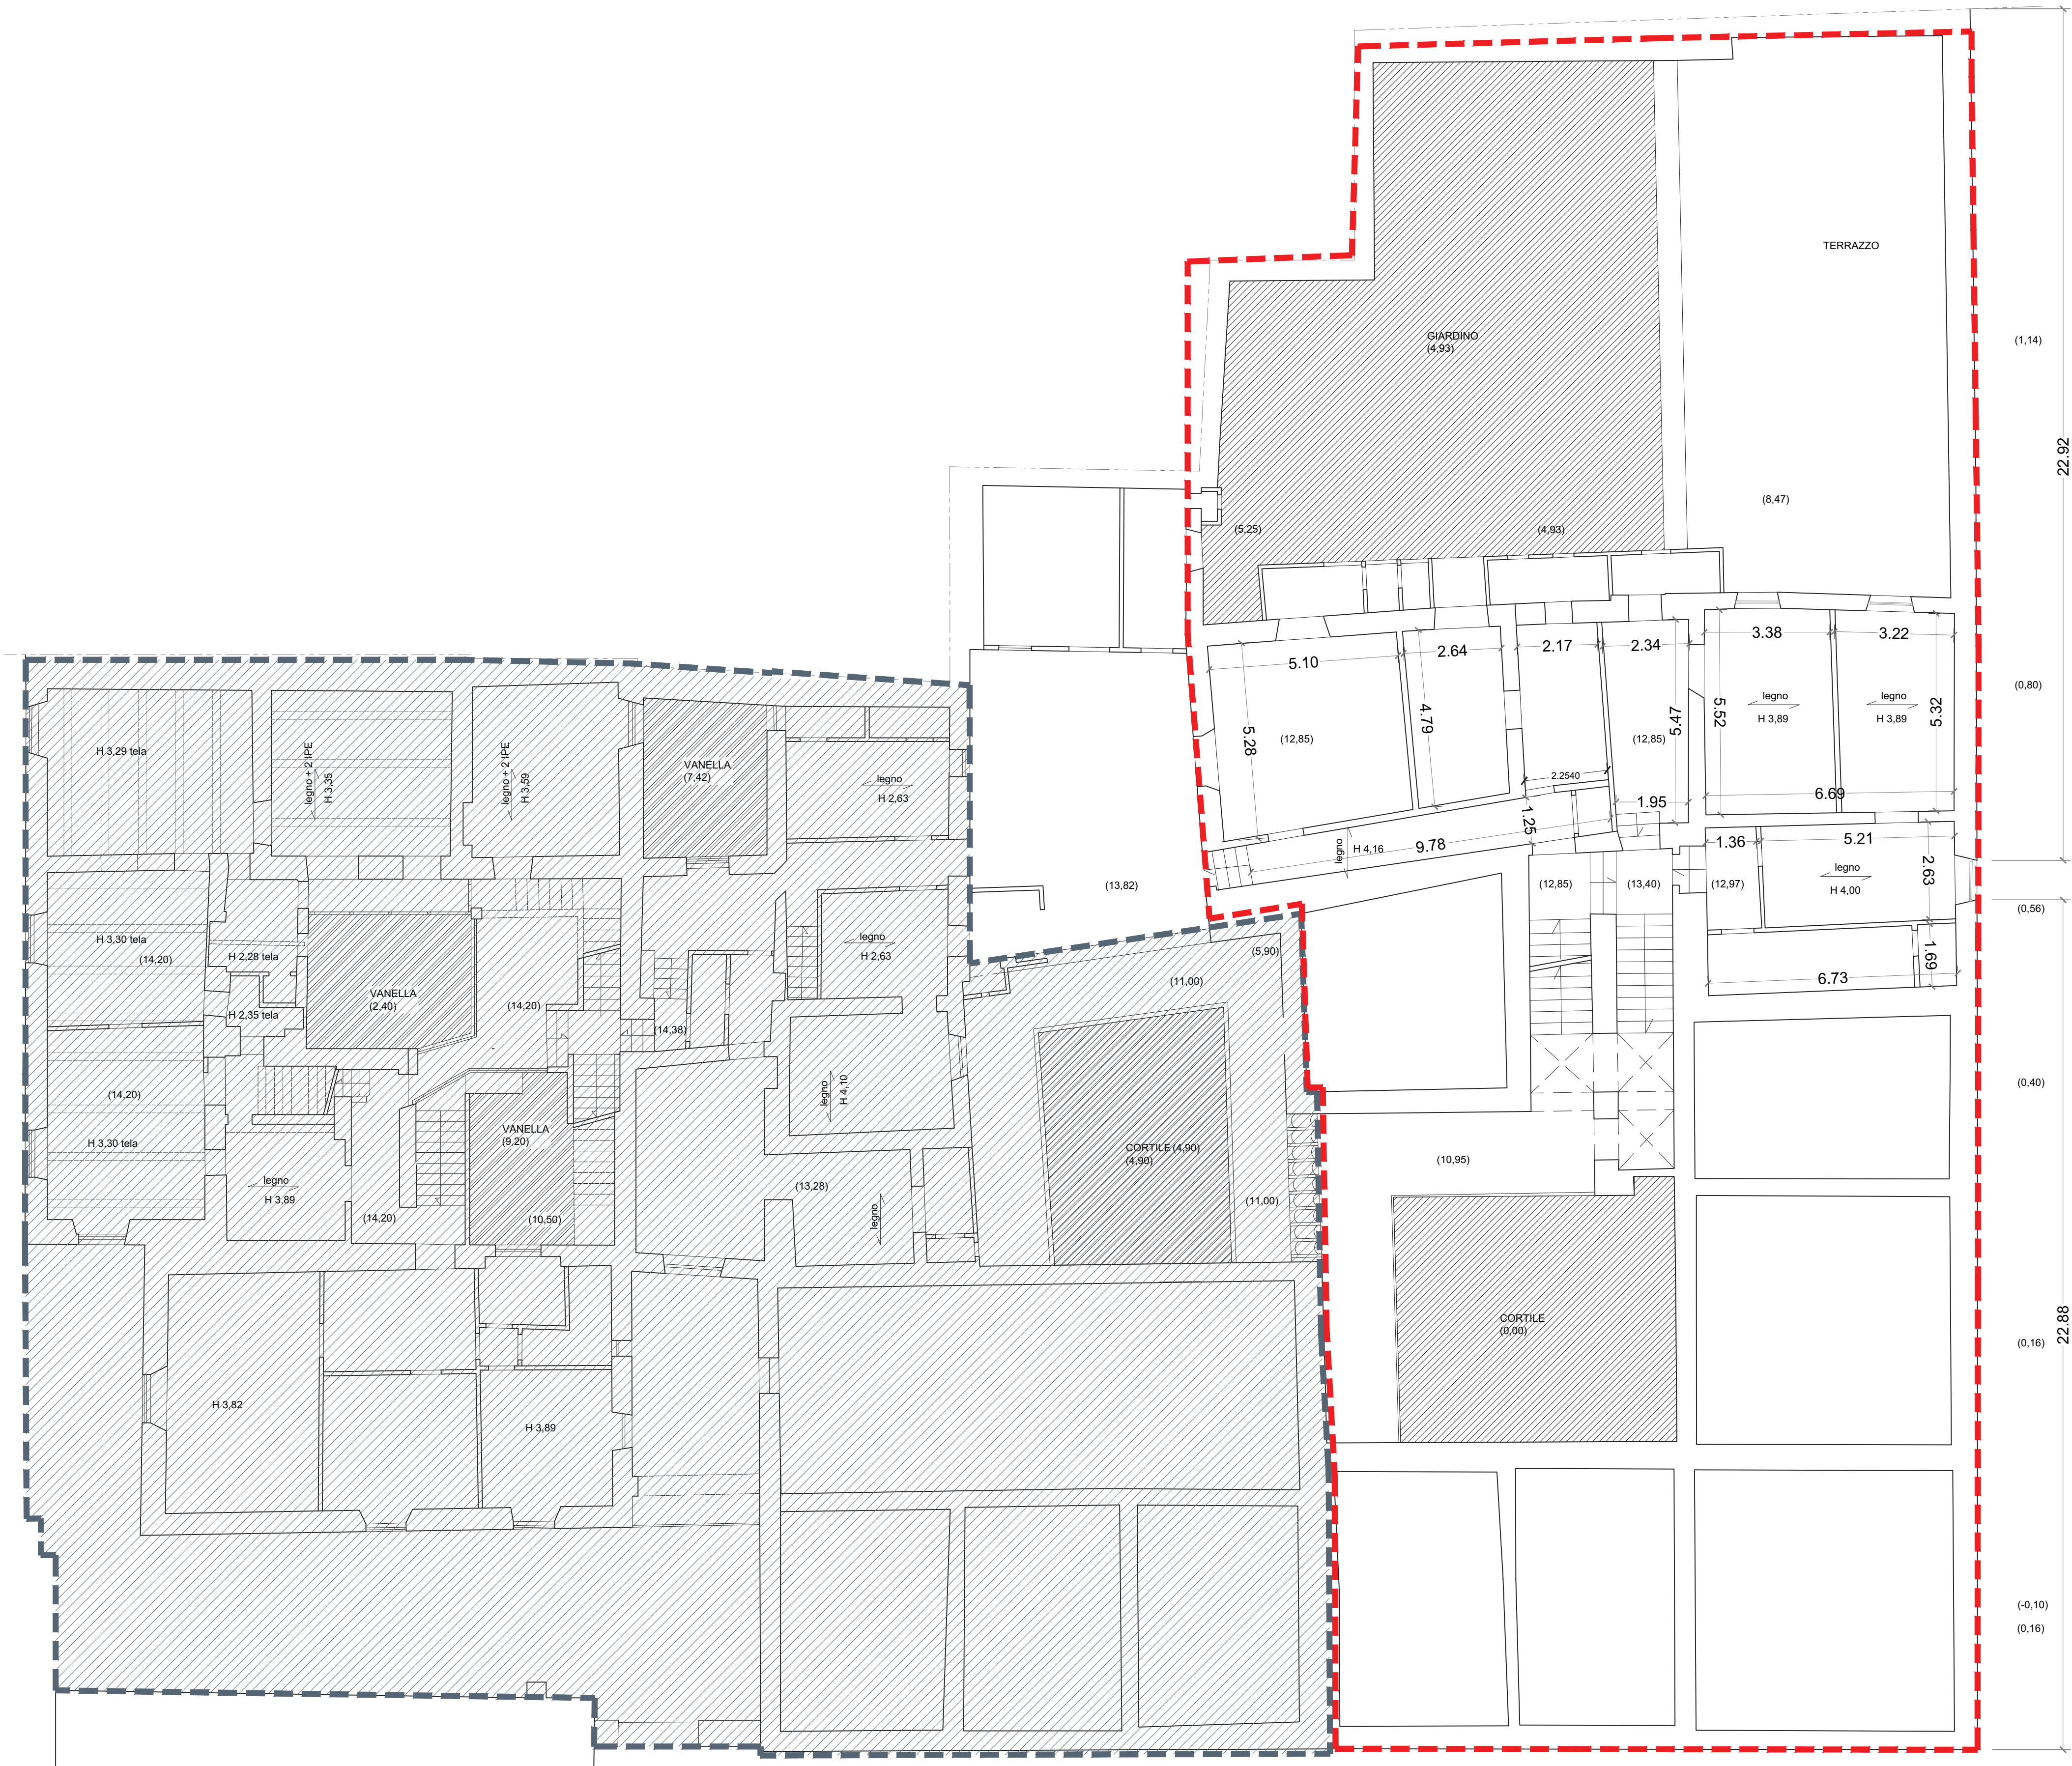 TERRAZZO
GIARDINO
(4,93)
(1,14)
22.92
(8,47)
(5,25)
(4,93)
3.38
3.22
2.17
2.34
2.64
5.10
H 3,29 tela
legno + 2 IPE
H 3,35
legno + 2 IPE
H 3,59
VANELLA
(7,42)
legno
H 2,63
5.28
(12,85)
4.79
5.47
(12,85)
5.52
legno
H 3,89
legno
H 3,89
5.32
(0,80)
2.2540
1.95
6.69
1.25
legno
H 4,16
9.78
1.36
5.21
legno
H 4,00
2.63
(13,82)
(12,85)
(13,40)
(12,97)
(0,56)
H 3,30 tela
(14,20)
H 2,28 tela
legno
H 2,63
(5,90)
1.69
6.73
VANELLA
(2,40)
(14,20)
(11,00)
H 2,35 tela
(14,38)
(14,20)
legno
H 4,10
(0,40)
H 3,30 tela
VANELLA
(9,20)
CORTILE (4,90)
(4,90)
(10,95)
legno
H 3,89
(13,28)
(11,00)
(14,20)
(10,50)
legno
CORTILE
(0,00)
22.88
(0,16)
H 3,82
H 3,89
(-0,10)
(0,16)